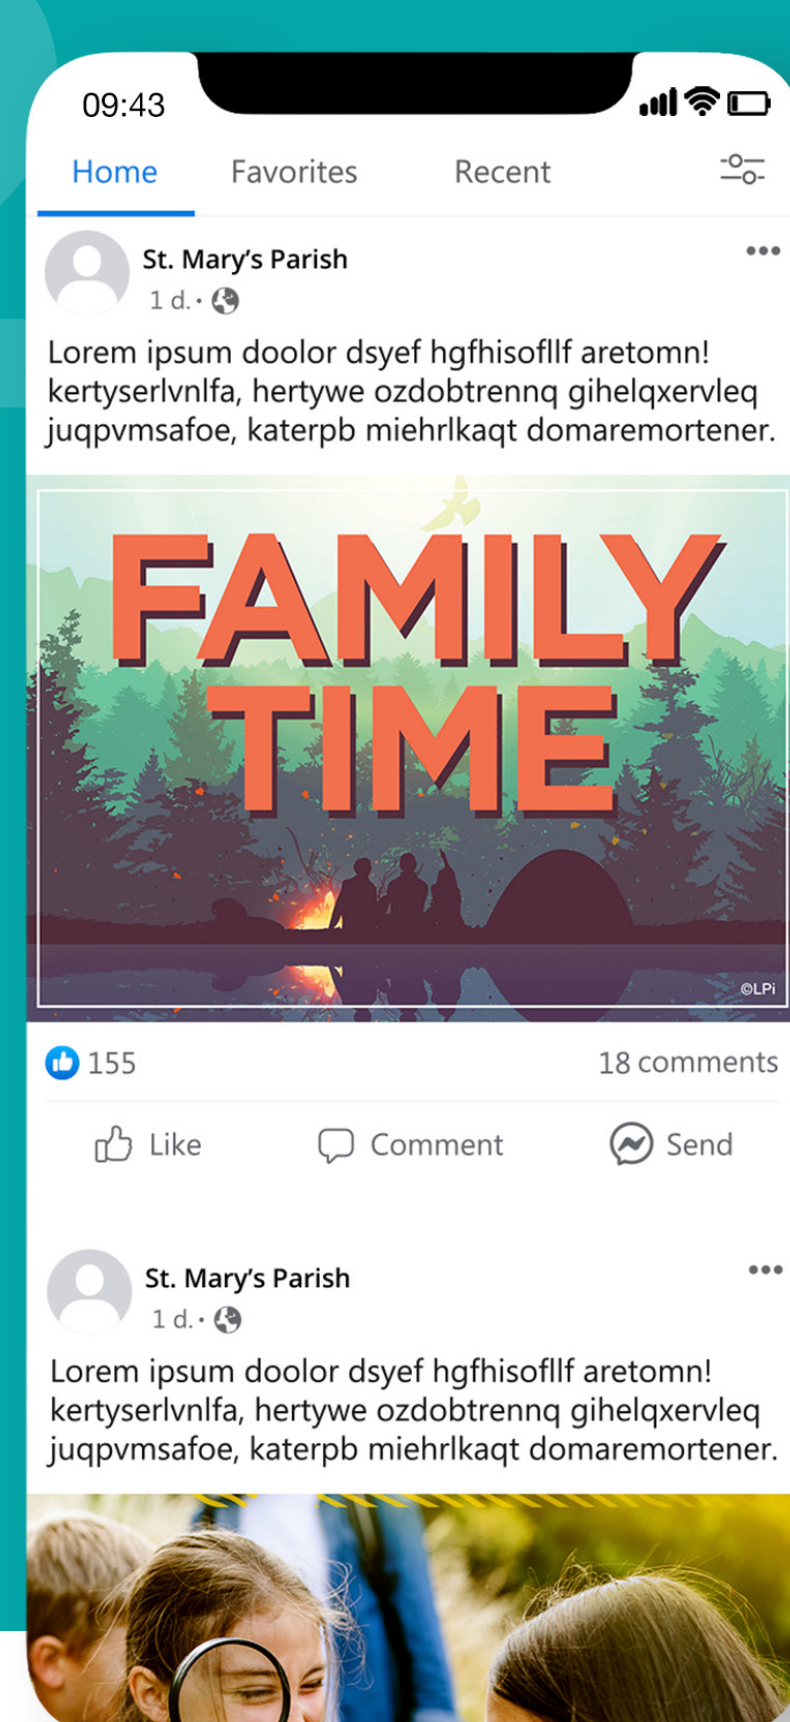 09:43
Home Favorites Recent
St. Mary's Parish
1 d. ·
Lorem ipsum doolor dsyef hgfhisofllf aretomn!
kertyserlvnlfa, hertywe ozdobtrennq gihelqxervleq
juqpvmsafoe, katerpb miehrlkaqt domaremortener.
FAMILY
TIME
©LPi
155 18 comments
Like Comment Send
St. Mary's Parish
1 d. ·
Lorem ipsum doolor dsyef hgfhisofllf aretomn!
kertyserlvnlfa, hertywe ozdobtrennq gihelqxervleq
juqpvmsafoe, katerpb miehrlkaqt domaremortener.